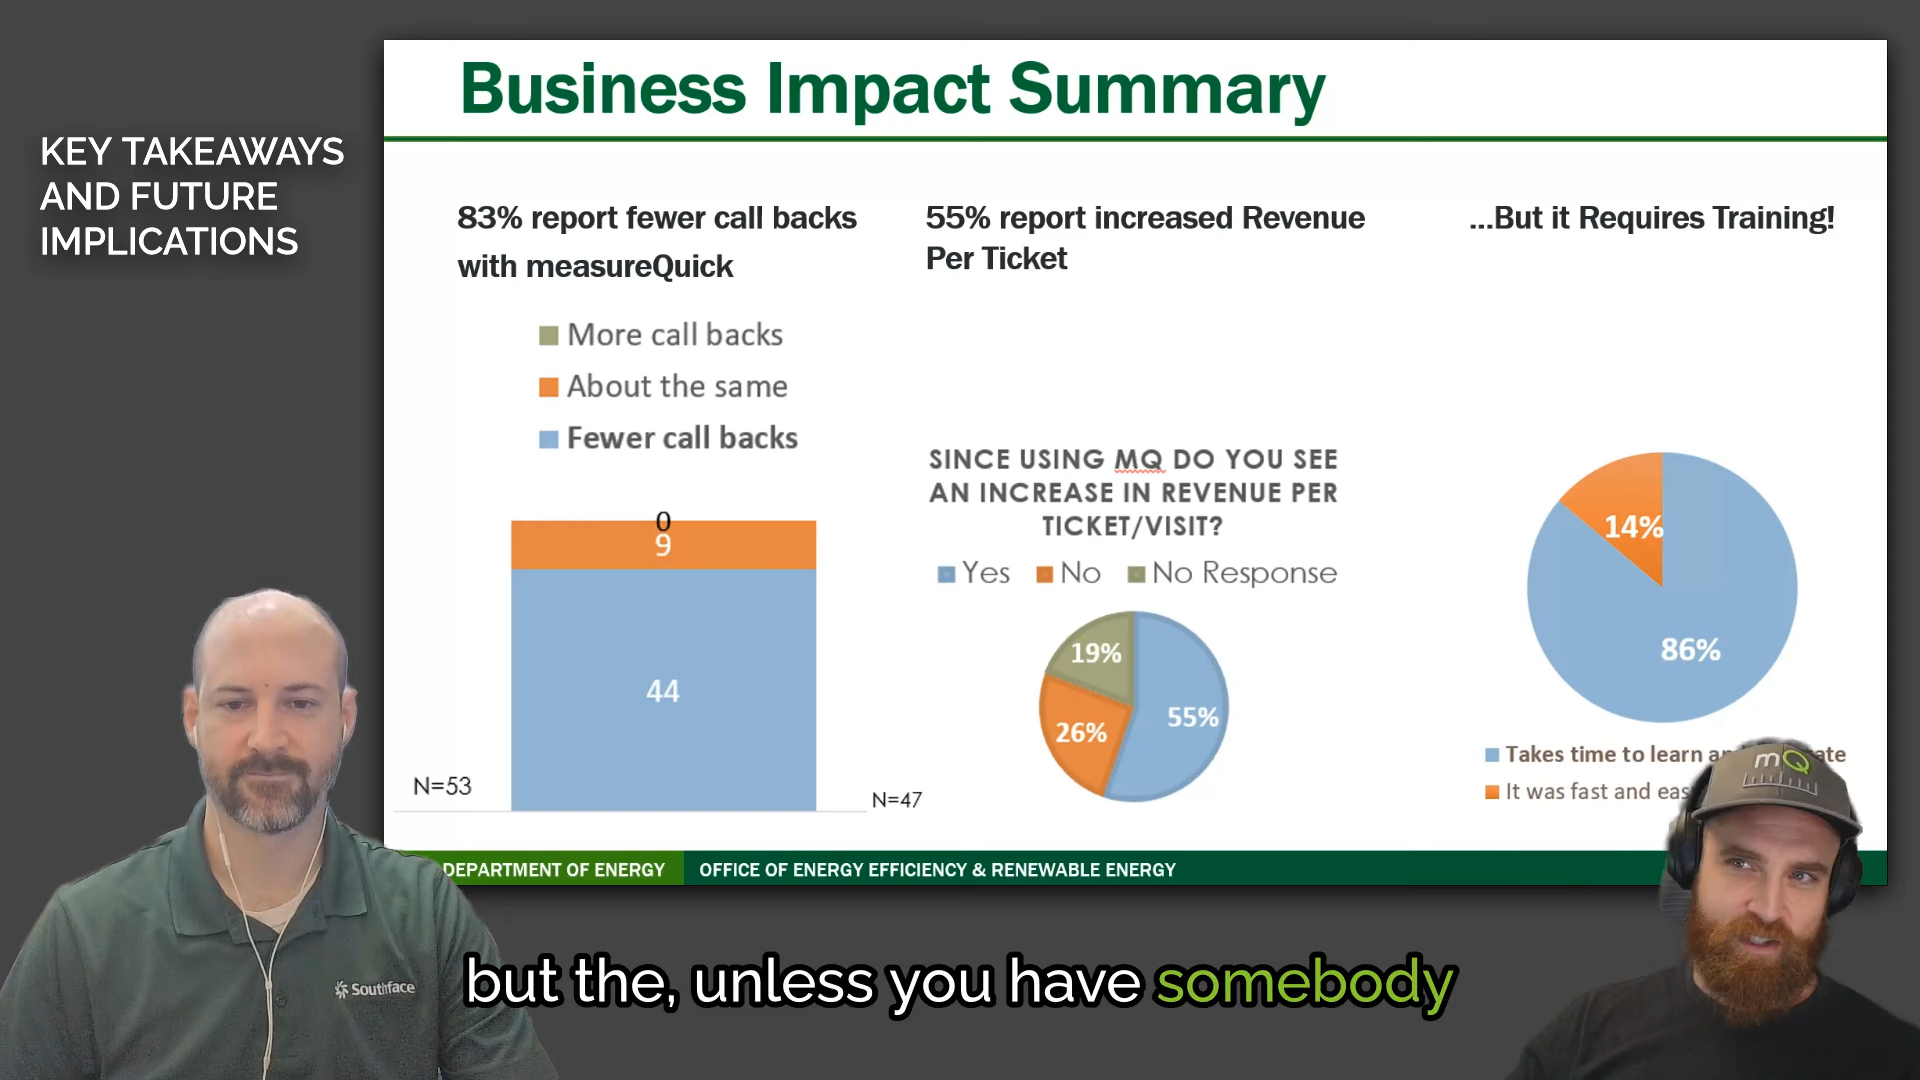 KEY TAKEAWAYS
AND FUTURE
IMPLICATIONS
Business Impact Summary
83% report fewer call backs
with measureQuick
More call backs
About the same
Fewer call backs
0
9
44
N=53
55% report increased Revenue
Per Ticket
SINCE USING MQ DO YOU SEE
AN INCREASE IN REVENUE PER
TICKET/VISIT?
Yes No No Response
19%
26%
55%
N=47
...But it Requires Training!
14%
86%
Takes time to learn
It was fast and
DEPARTMENT OF ENERGY OFFICE OF ENERGY EFFICIENCY & RENEWABLE ENERGY
mQ
Southface
but the, unless you have somebody